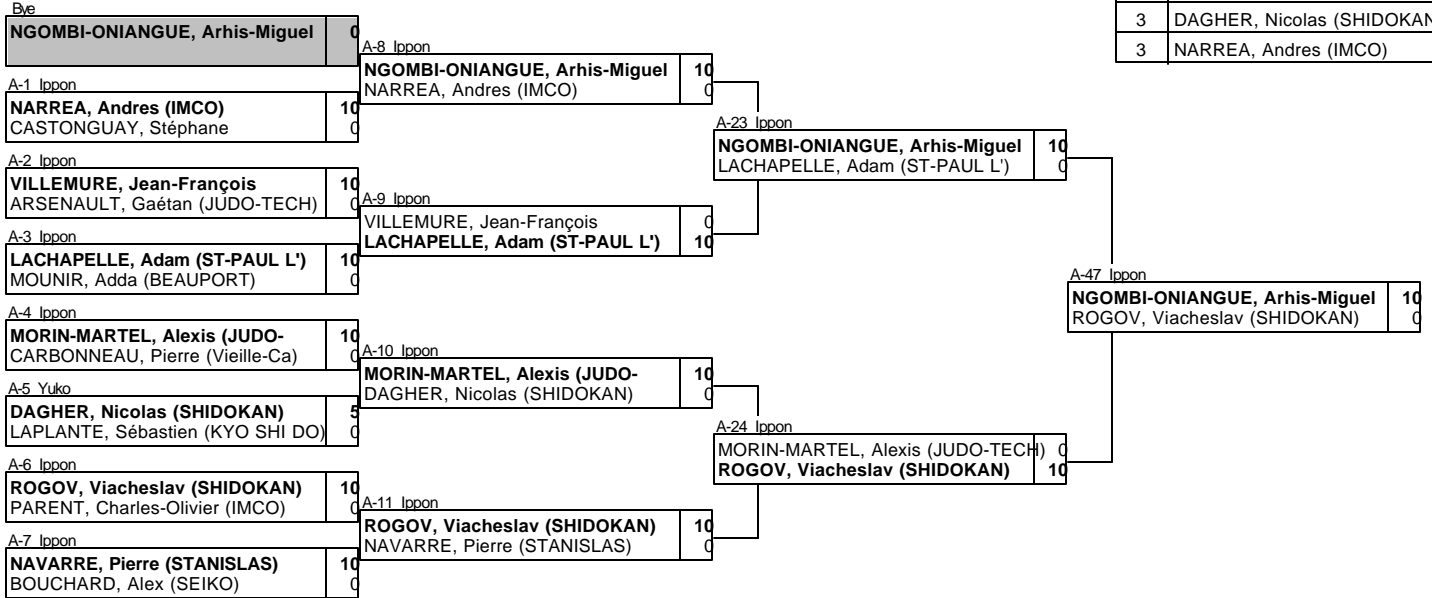 Bye
NGOMBI-ONIANGUE, Arhis-Miguel 0
A-1 Ippon
NARREA, Andres (IMCO) 10
CASTONGUAY, Stéphane 0
A-2 Ippon
VILLEMURE, Jean-François 10
ARSENAULT, Gaétan (JUDO-TECH) 0
A-3 Ippon
LACHAPELLE, Adam (ST-PAUL L') 10
MOUNIR, Adda (BEAUPORT) 0
A-4 Ippon
MORIN-MARTEL, Alexis (JUDO- 10
CARBONNEAU, Pierre (Vieille-Ca) 0
A-5 Yuko
DAGHER, Nicolas (SHIDOKAN) 5
LAPLANTE, Sébastien (KYO SHI DO) 0
A-6 Ippon
ROGOV, Viacheslav (SHIDOKAN) 10
PARENT, Charles-Olivier (IMCO) 0
A-7 Ippon
NAVARRE, Pierre (STANISLAS) 10
BOUCHARD, Alex (SEIKO) 0
A-8 Ippon
NGOMBI-ONIANGUE, Arhis-Miguel 10
NARREA, Andres (IMCO) 0
A-9 Ippon
VILLEMURE, Jean-François 0
LACHAPELLE, Adam (ST-PAUL L') 10
A-10 Ippon
MORIN-MARTEL, Alexis (JUDO- 10
DAGHER, Nicolas (SHIDOKAN) 0
A-11 Ippon
ROGOV, Viacheslav (SHIDOKAN) 10
NAVARRE, Pierre (STANISLAS) 0
A-23 Ippon
NGOMBI-ONIANGUE, Arhis-Miguel 10
LACHAPELLE, Adam (ST-PAUL L') 0
A-24 Ippon
MORIN-MARTEL, Alexis (JUDO-TECH) 0
ROGOV, Viacheslav (SHIDOKAN) 10
A-47 Ippon
NGOMBI-ONIANGUE, Arhis-Miguel 10
ROGOV, Viacheslav (SHIDOKAN) 0
3 DAGHER, Nicolas (SHIDOKAN
3 NARREA, Andres (IMCO)